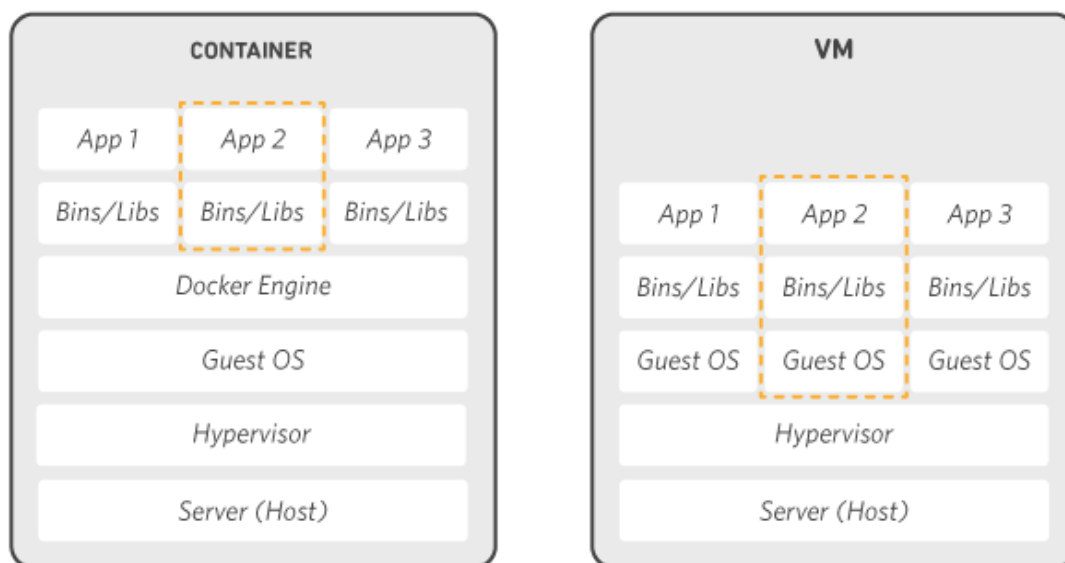 CONTAINER
App 1 App 2 App 3
Bins/Libs Bins/Libs Bins/Libs
Docker Engine
Guest OS
Hypervisor
Server (Host)
VM
App 1 App 2 App 3
Bins/Libs Bins/Libs Bins/Libs
Guest OS Guest OS Guest OS
Hypervisor
Server (Host)